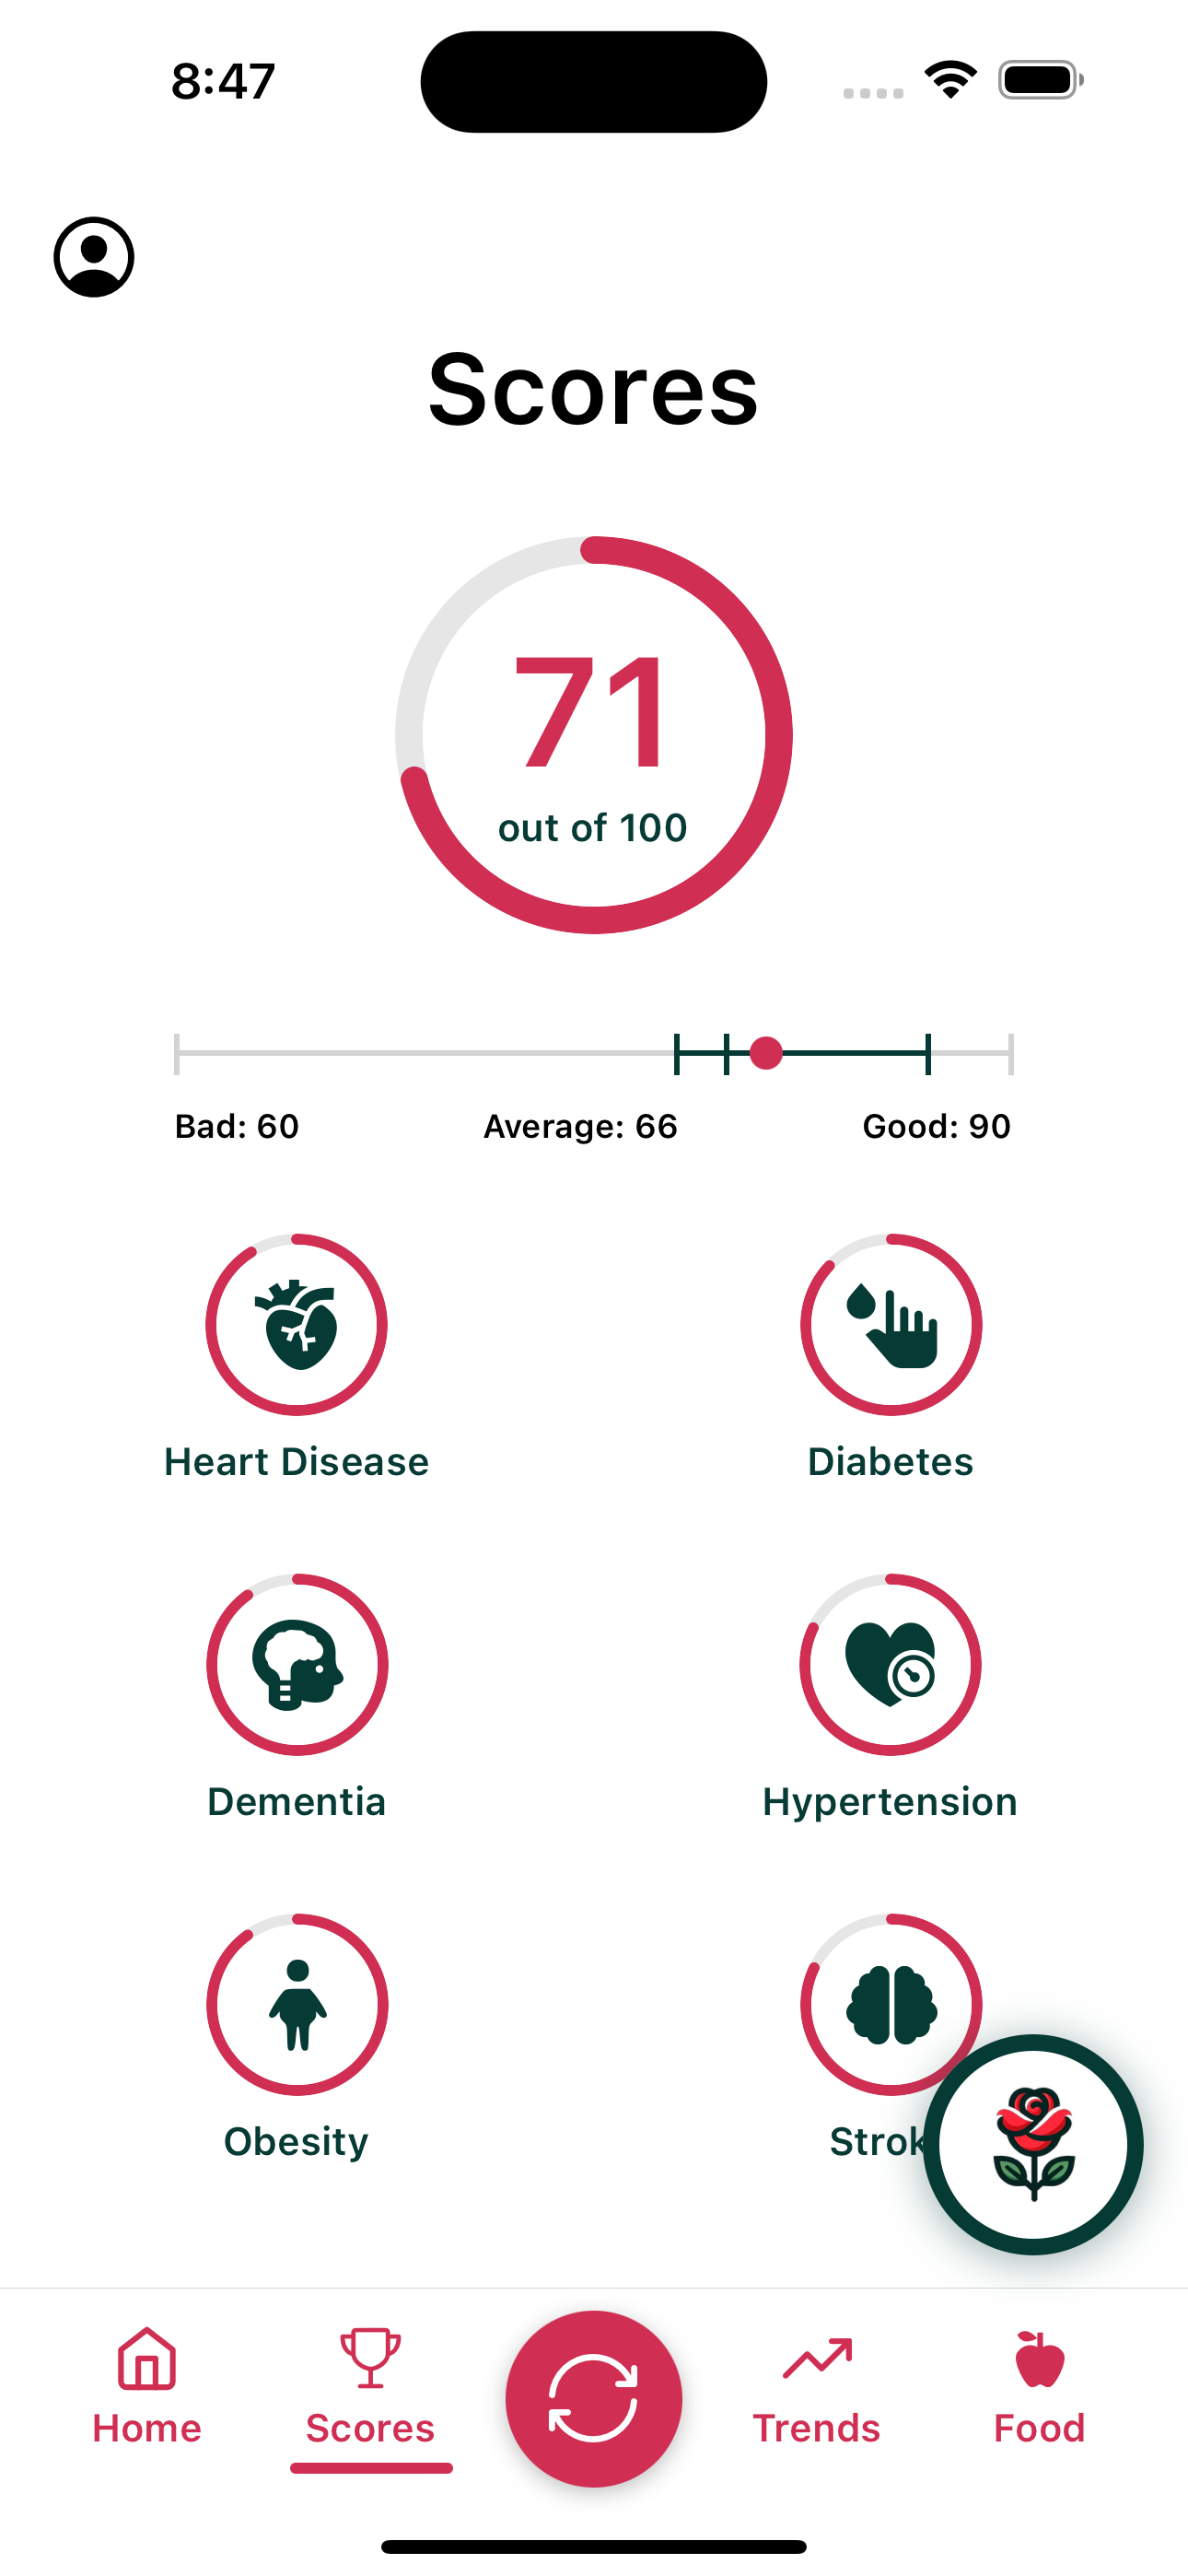 8:47
Scores
71
out of 100
Bad: 60 Average: 66 Good: 90
Heart Disease Diabetes
Dementia Hypertension
Obesity
Home Scores Trends Food